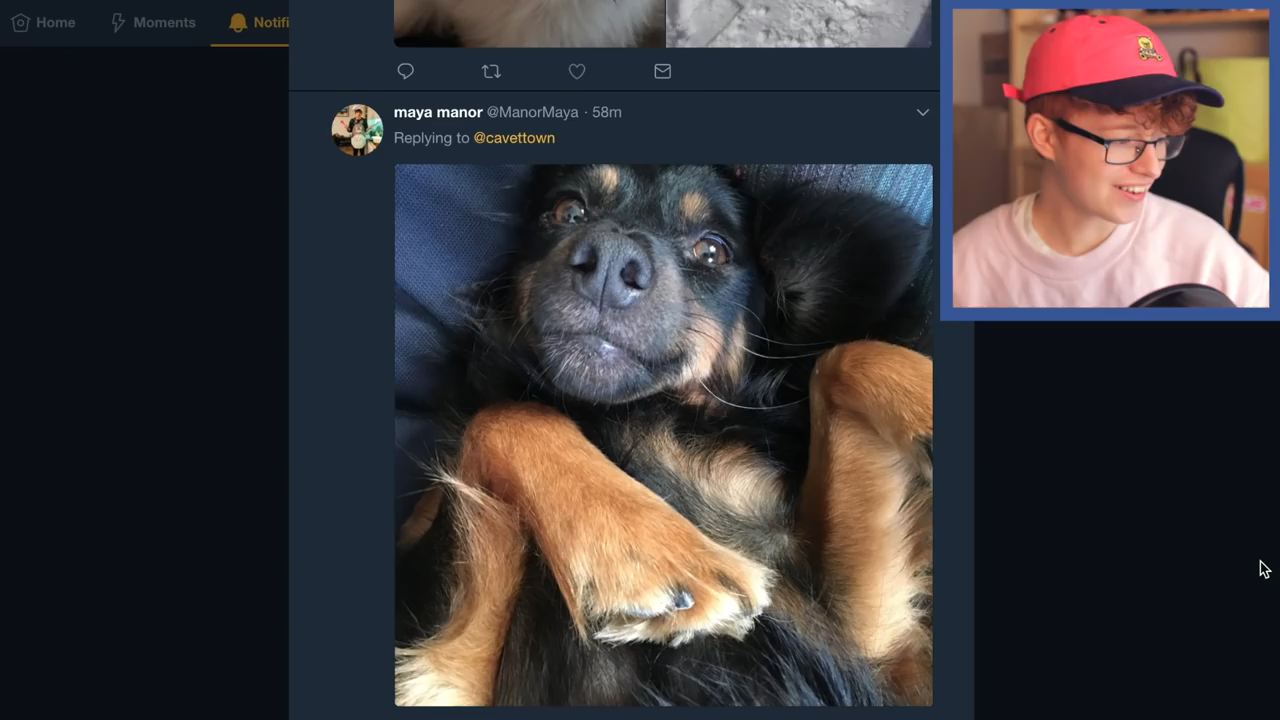 Home
Moments
Notifi
maya manor @ManorMaya · 58m
Replying to @cavettown